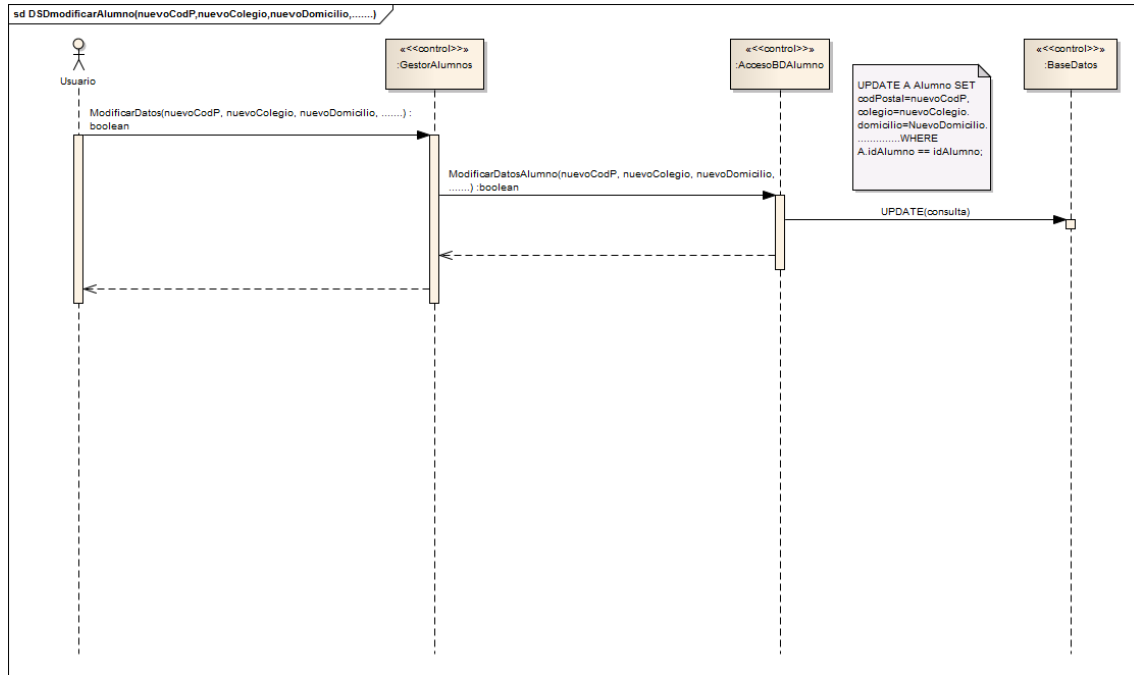 sd DSDmodificarAlumno(nuevoCodP,nuevoColegio,nuevoDomicilio,.......)
Usuario
«<<control>>»
:GestorAlumnos
«<<control>>»
:AccesoBDAlumno
«<<control>>»
:BaseDatos
UPDATE A Alumno SET
codPostal=nuevoCodP,
colegio=nuevoColegio.
domicilio=NuevoDomicilio.
..............WHERE
A.idAlumno == idAlumno;
ModificarDatos(nuevoCodP, nuevoColegio, nuevoDomicilio, .......) :
boolean
ModificarDatosAlumno(nuevoCodP, nuevoColegio, nuevoDomicilio,
.......) :boolean
UPDATE(consulta)